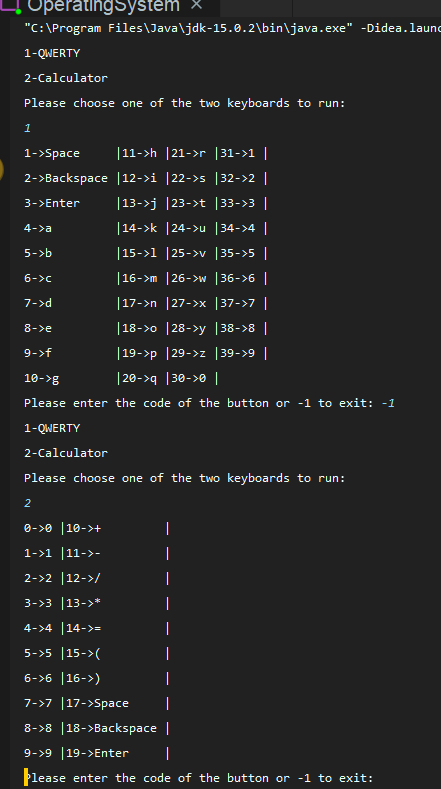 OperatingSystem ×
"C:\Program Files\Java\jdk-15.0.2\bin\java.exe" -Didea.launc
1-QWERTY
2-Calculator
Please choose one of the two keyboards to run:
1
1->Space     |11->h |21->r |31->1 |
2->Backspace |12->i |22->s |32->2 |
3->Enter     |13->j |23->t |33->3 |
4->a         |14->k |24->u |34->4 |
5->b         |15->l |25->v |35->5 |
6->c         |16->m |26->w |36->6 |
7->d         |17->n |27->x |37->7 |
8->e         |18->o |28->y |38->8 |
9->f         |19->p |29->z |39->9 |
10->g        |20->q |30->0 |
Please enter the code of the button or -1 to exit: -1
1-QWERTY
2-Calculator
Please choose one of the two keyboards to run:
2
0->0 |10->+         |
1->1 |11->-         |
2->2 |12->/         |
3->3 |13->*         |
4->4 |14->=         |
5->5 |15->(         |
6->6 |16->)         |
7->7 |17->Space     |
8->8 |18->Backspace |
9->9 |19->Enter     |
Please enter the code of the button or -1 to exit: